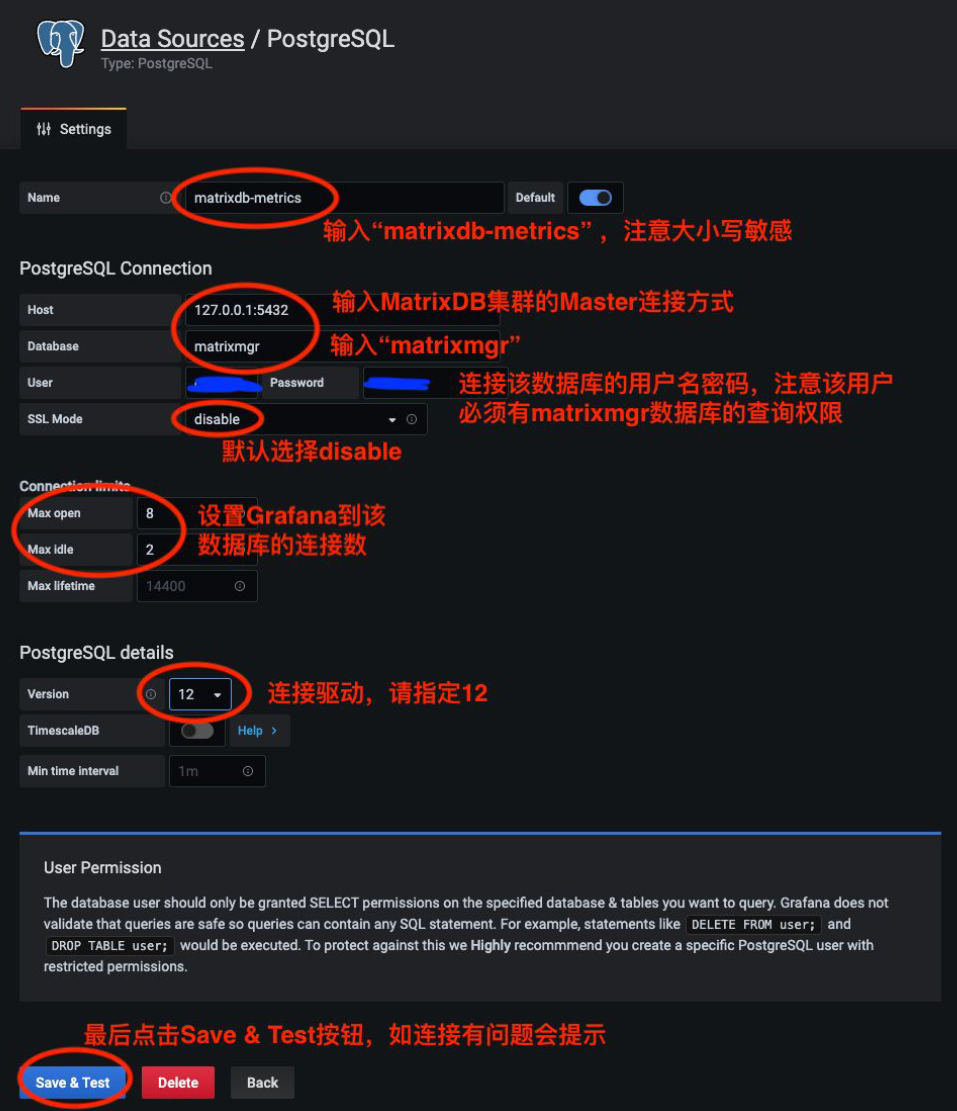 Data Sources / PostgreSQL
Type: PostgreSQL
Settings
Name matrixdb-metrics Default
输入“matrixdb-metrics” ，注意大小写敏感
PostgreSQL Connection
Host 127.0.0.1:5432 输入MatrixDB集群的Master连接方式
Database matrixmgr 输入“matrixmgr”
User Password 连接该数据库的用户名密码，注意该用户
必须有matrixmgr数据库的查询权限
SSL Mode disable
默认选择disable
Connection limits
Max open 8 设置Grafana到该
数据库的连接数
Max idle 2
Max lifetime 14400
PostgreSQL details
Version 12 连接驱动，请指定12
TimescaleDB Help >
Min time interval 1m
User Permission
The database user should only be granted SELECT permissions on the specified database & tables you want to query. Grafana does not
validate that queries are safe so queries can contain any SQL statement. For example, statements like DELETE FROM user; and
DROP TABLE user; would be executed. To protect against this we Highly recommmend you create a specific PostgreSQL user with
restricted permissions.
最后点击Save & Test按钮，如连接有问题会提示
Save & Test Delete Back